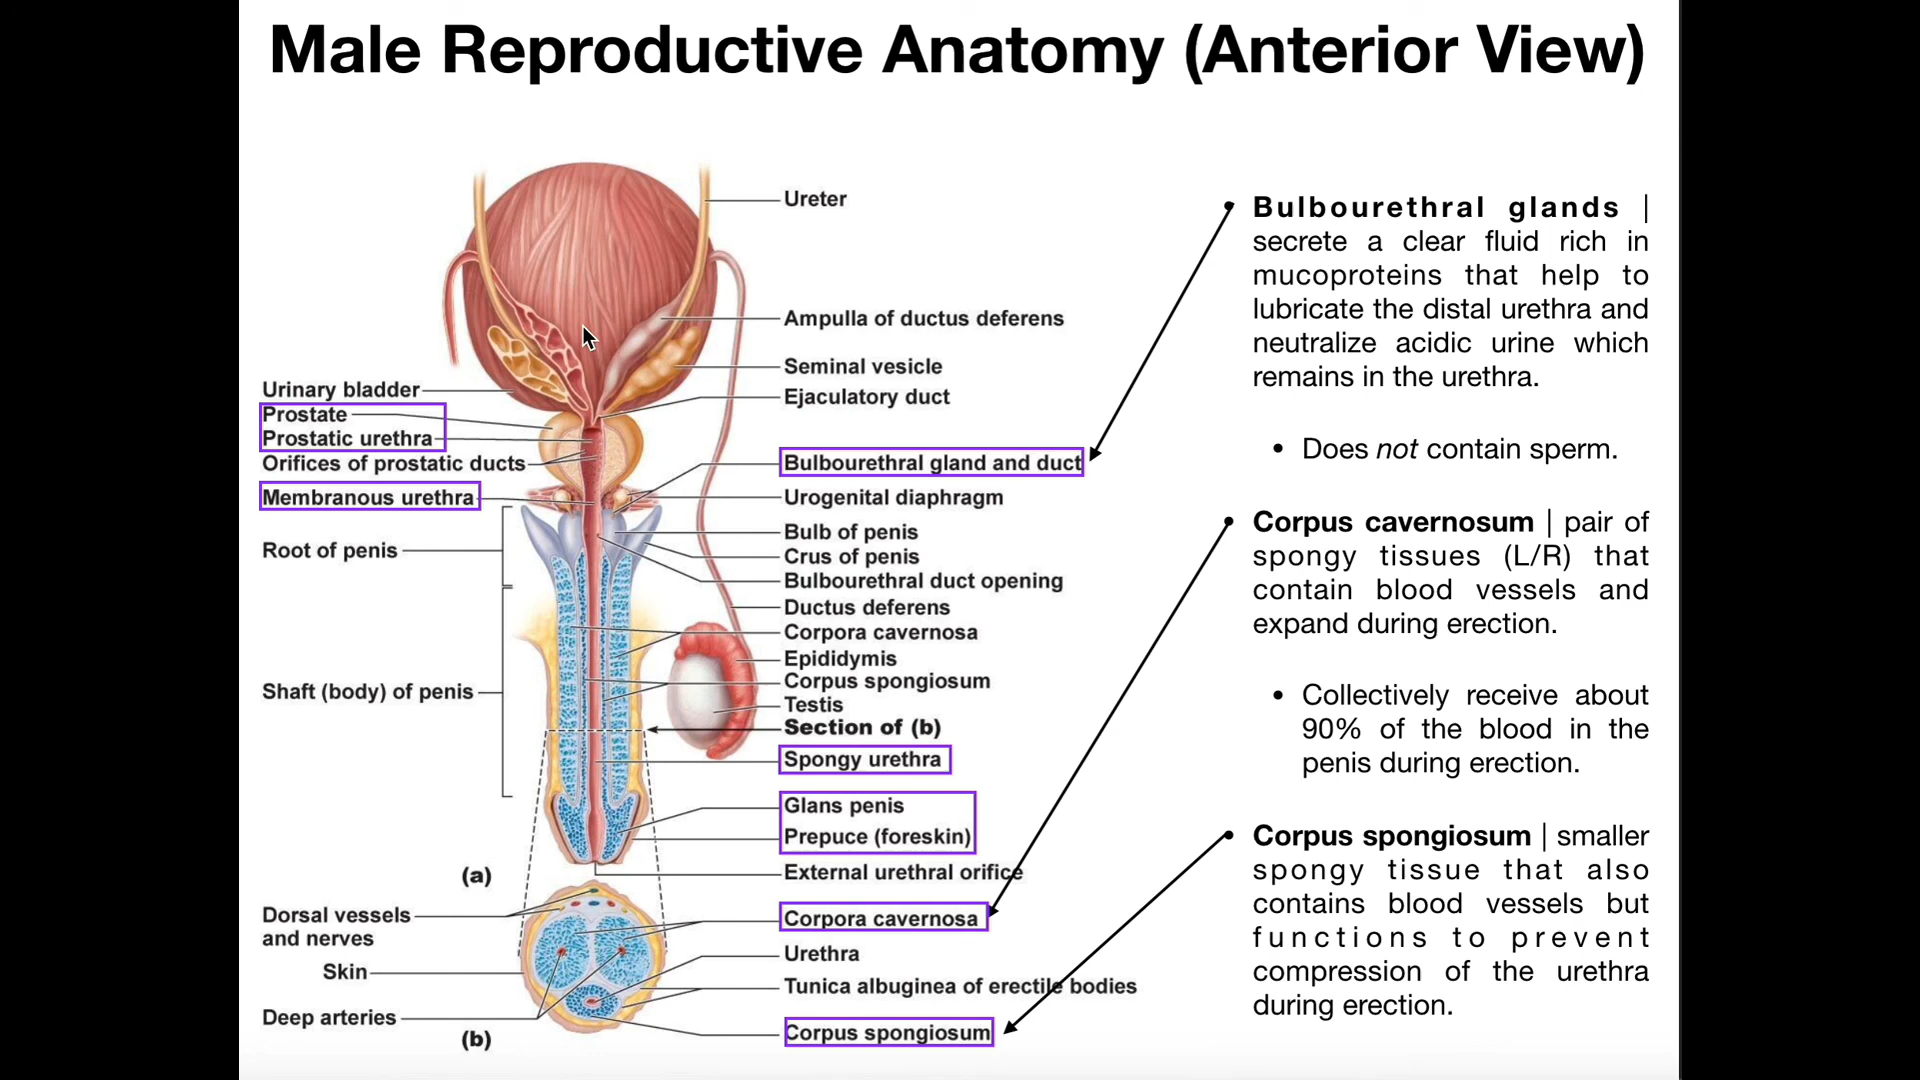 Male Reproductive Anatomy (Anterior View)
Ureter
Ampulla of ductus deferens
Seminal vesicle
Ejaculatory duct
Bulbourethral gland and duct
Urogenital diaphragm
Bulb of penis
Crus of penis
Bulbourethral duct opening
Ductus deferens
Corpora cavernosa
Epididymis
Corpus spongiosum
Testis
Section of (b)
Spongy urethra
Glans penis
Prepuce (foreskin)
External urethral orifice
Corpora cavernosa
Urethra
Tunica albuginea of erectile bodies
Corpus spongiosum
Urinary bladder
Prostate
Prostatic urethra
Orifices of prostatic ducts
Membranous urethra
Root of penis
Shaft (body) of penis
(a)
Dorsal vessels
and nerves
Skin
Deep arteries
(b)
• Bulbourethral glands |
secrete a clear fluid rich in
mucoproteins that help to
lubricate the distal urethra and
neutralize acidic urine which
remains in the urethra.
• Does not contain sperm.
• Corpus cavernosum | pair of
spongy tissues (L/R) that
contain blood vessels and
expand during erection.
• Collectively receive about
90% of the blood in the
penis during erection.
• Corpus spongiosum | smaller
spongy tissue that also
contains blood vessels but
functions to prevent
compression of the urethra
during erection.